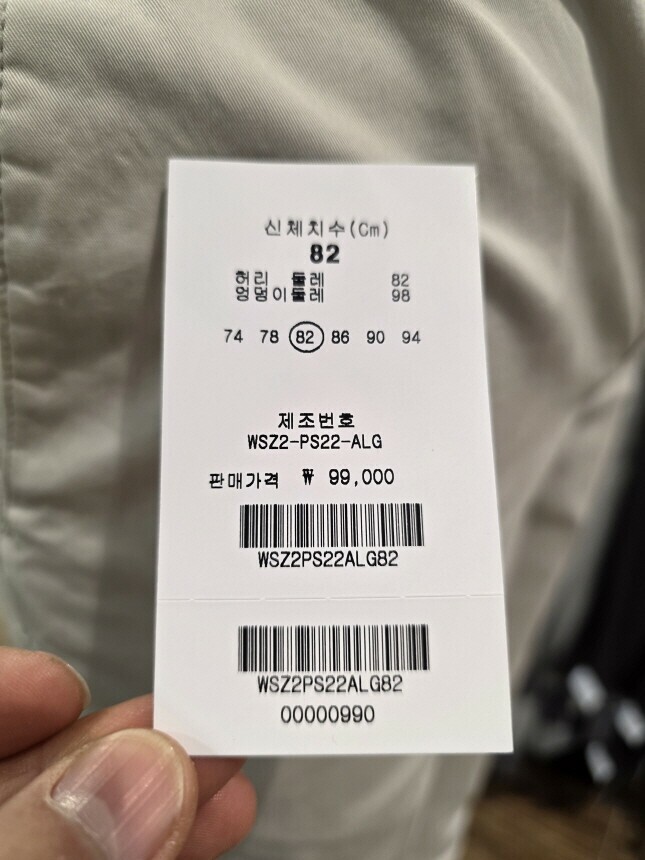 신체치수(Cm)
82
허리 둘레 82
엉덩이둘레 98
74 78 82 86 90 94
제조번호
WSZ2-PS22-ALG
판매가격 ₩ 99,000
WSZ2PS22ALG82
WSZ2PS22ALG82
00000990